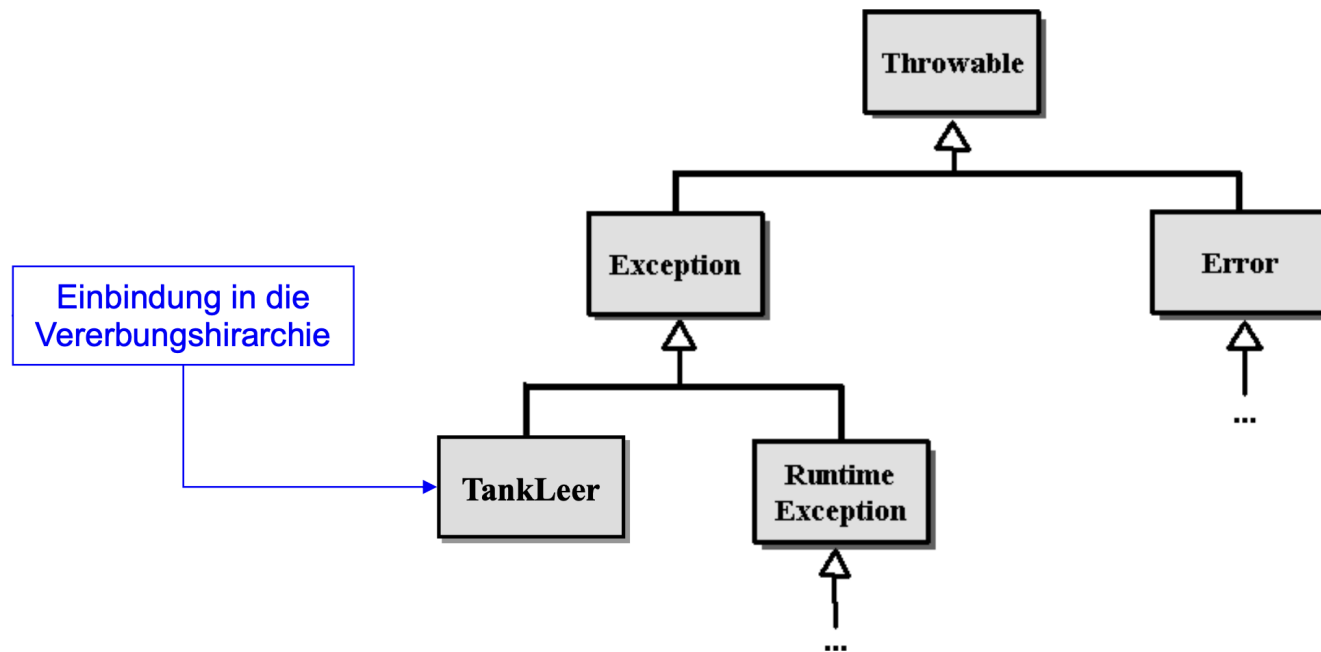 Throwable
Exception
Error
Einbindung in die
Vererbungshirarchie
...
TankLeer
Runtime
Exception
...